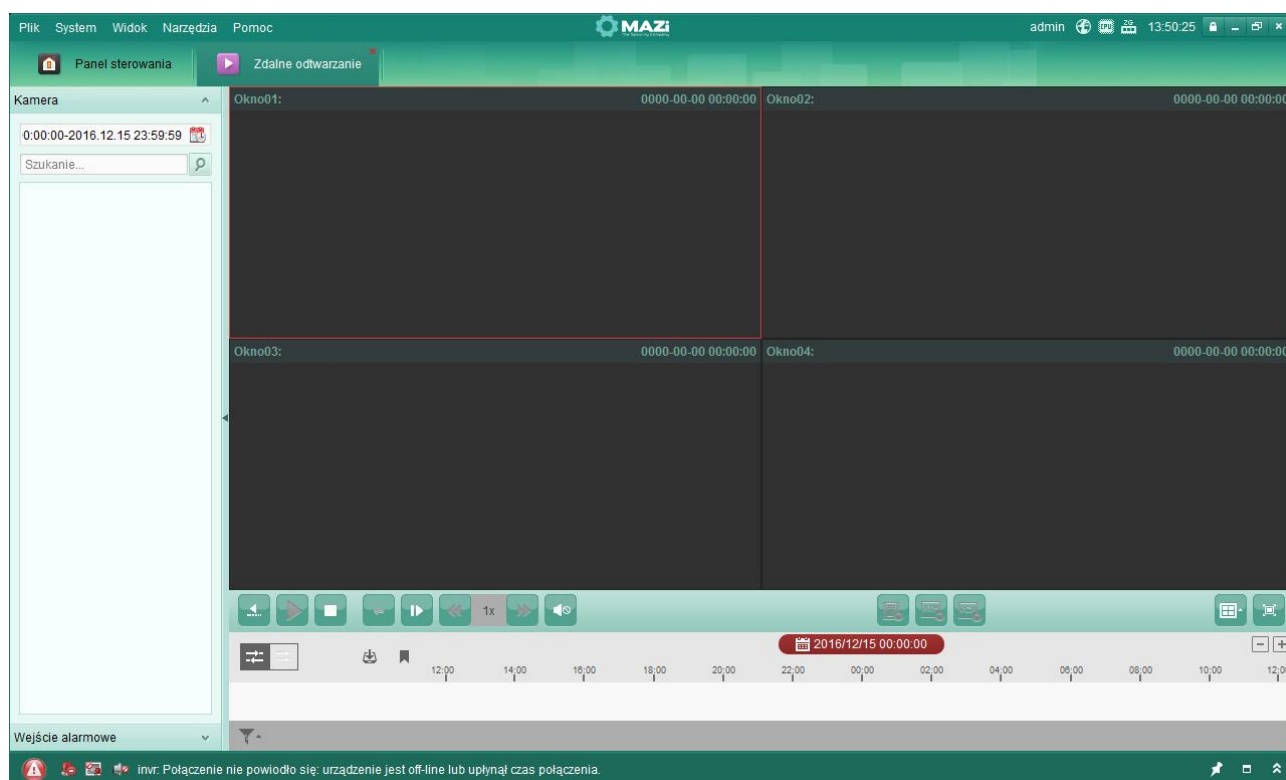 Plik System Widok Narzędzia Pomoc
MAZi
admin
2G
13:50:25
Panel sterowania
Zdalne odtwarzanie
Kamera
0:00:00-2016.12.15 23:59:59
Szukanie...
Okno01: 0000-00-00 00:00:00
Okno02: 0000-00-00 00:00:00
Okno03: 0000-00-00 00:00:00
Okno04: 0000-00-00 00:00:00
1x
2016/12/15 00:00:00
12:00 14:00 16:00 18:00 20:00 22:00 00:00 02:00 04:00 06:00 08:00 10:00 12:0
Wejście alarmowe
invr: Połączenie nie powiodło się: urządzenie jest off-line lub upłynął czas połączenia.